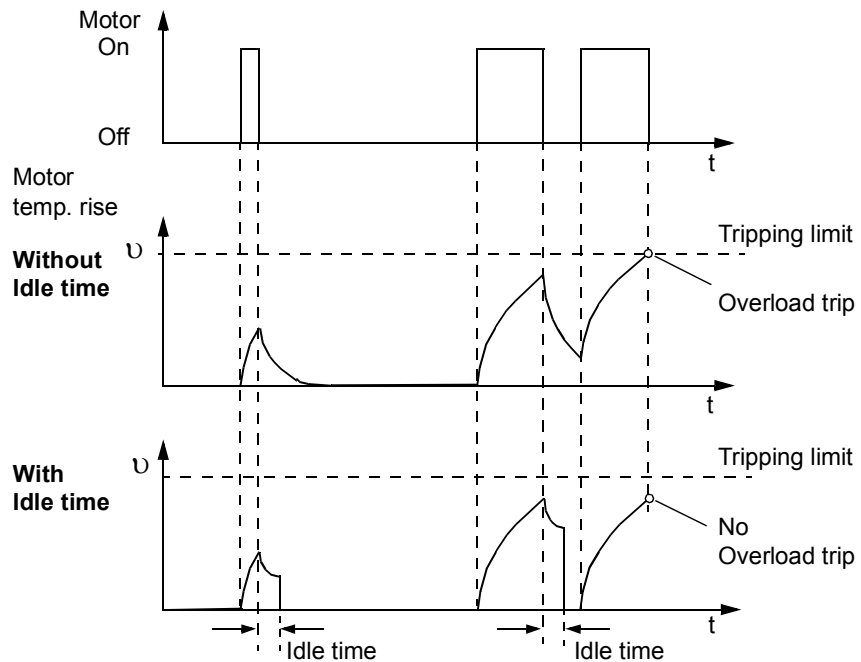 Motor
On
Off
t
Motor
temp. rise
υ
Without
Idle time
Tripping limit
Overload trip
t
υ
With
Idle time
Tripping limit
No
Overload trip
t
Idle time
Idle time